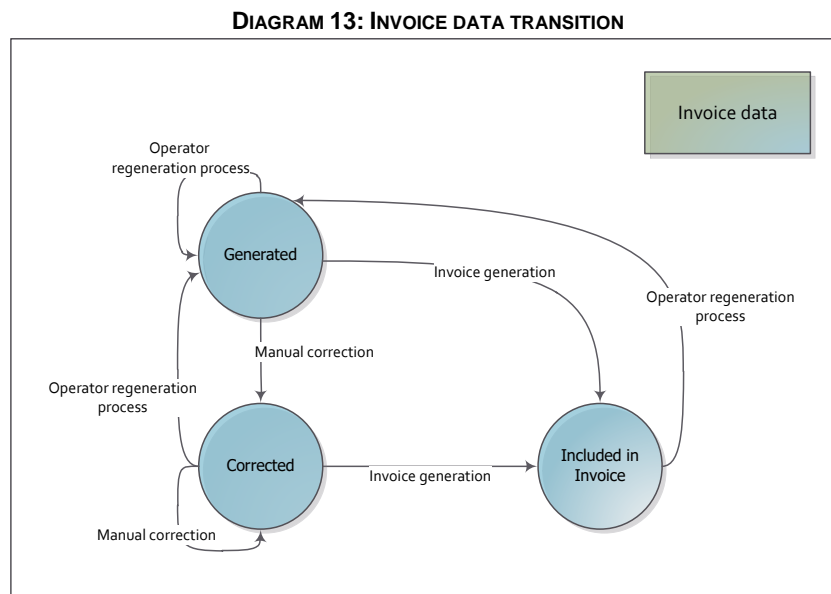 DIAGRAM 13: INVOICE DATA TRANSITION
Invoice data
Operator
regeneration process
Generated
Invoice generation
Operator regeneration
process
Manual correction
Operator regeneration
process
Corrected
Invoice generation
Included in
Invoice
Manual correction